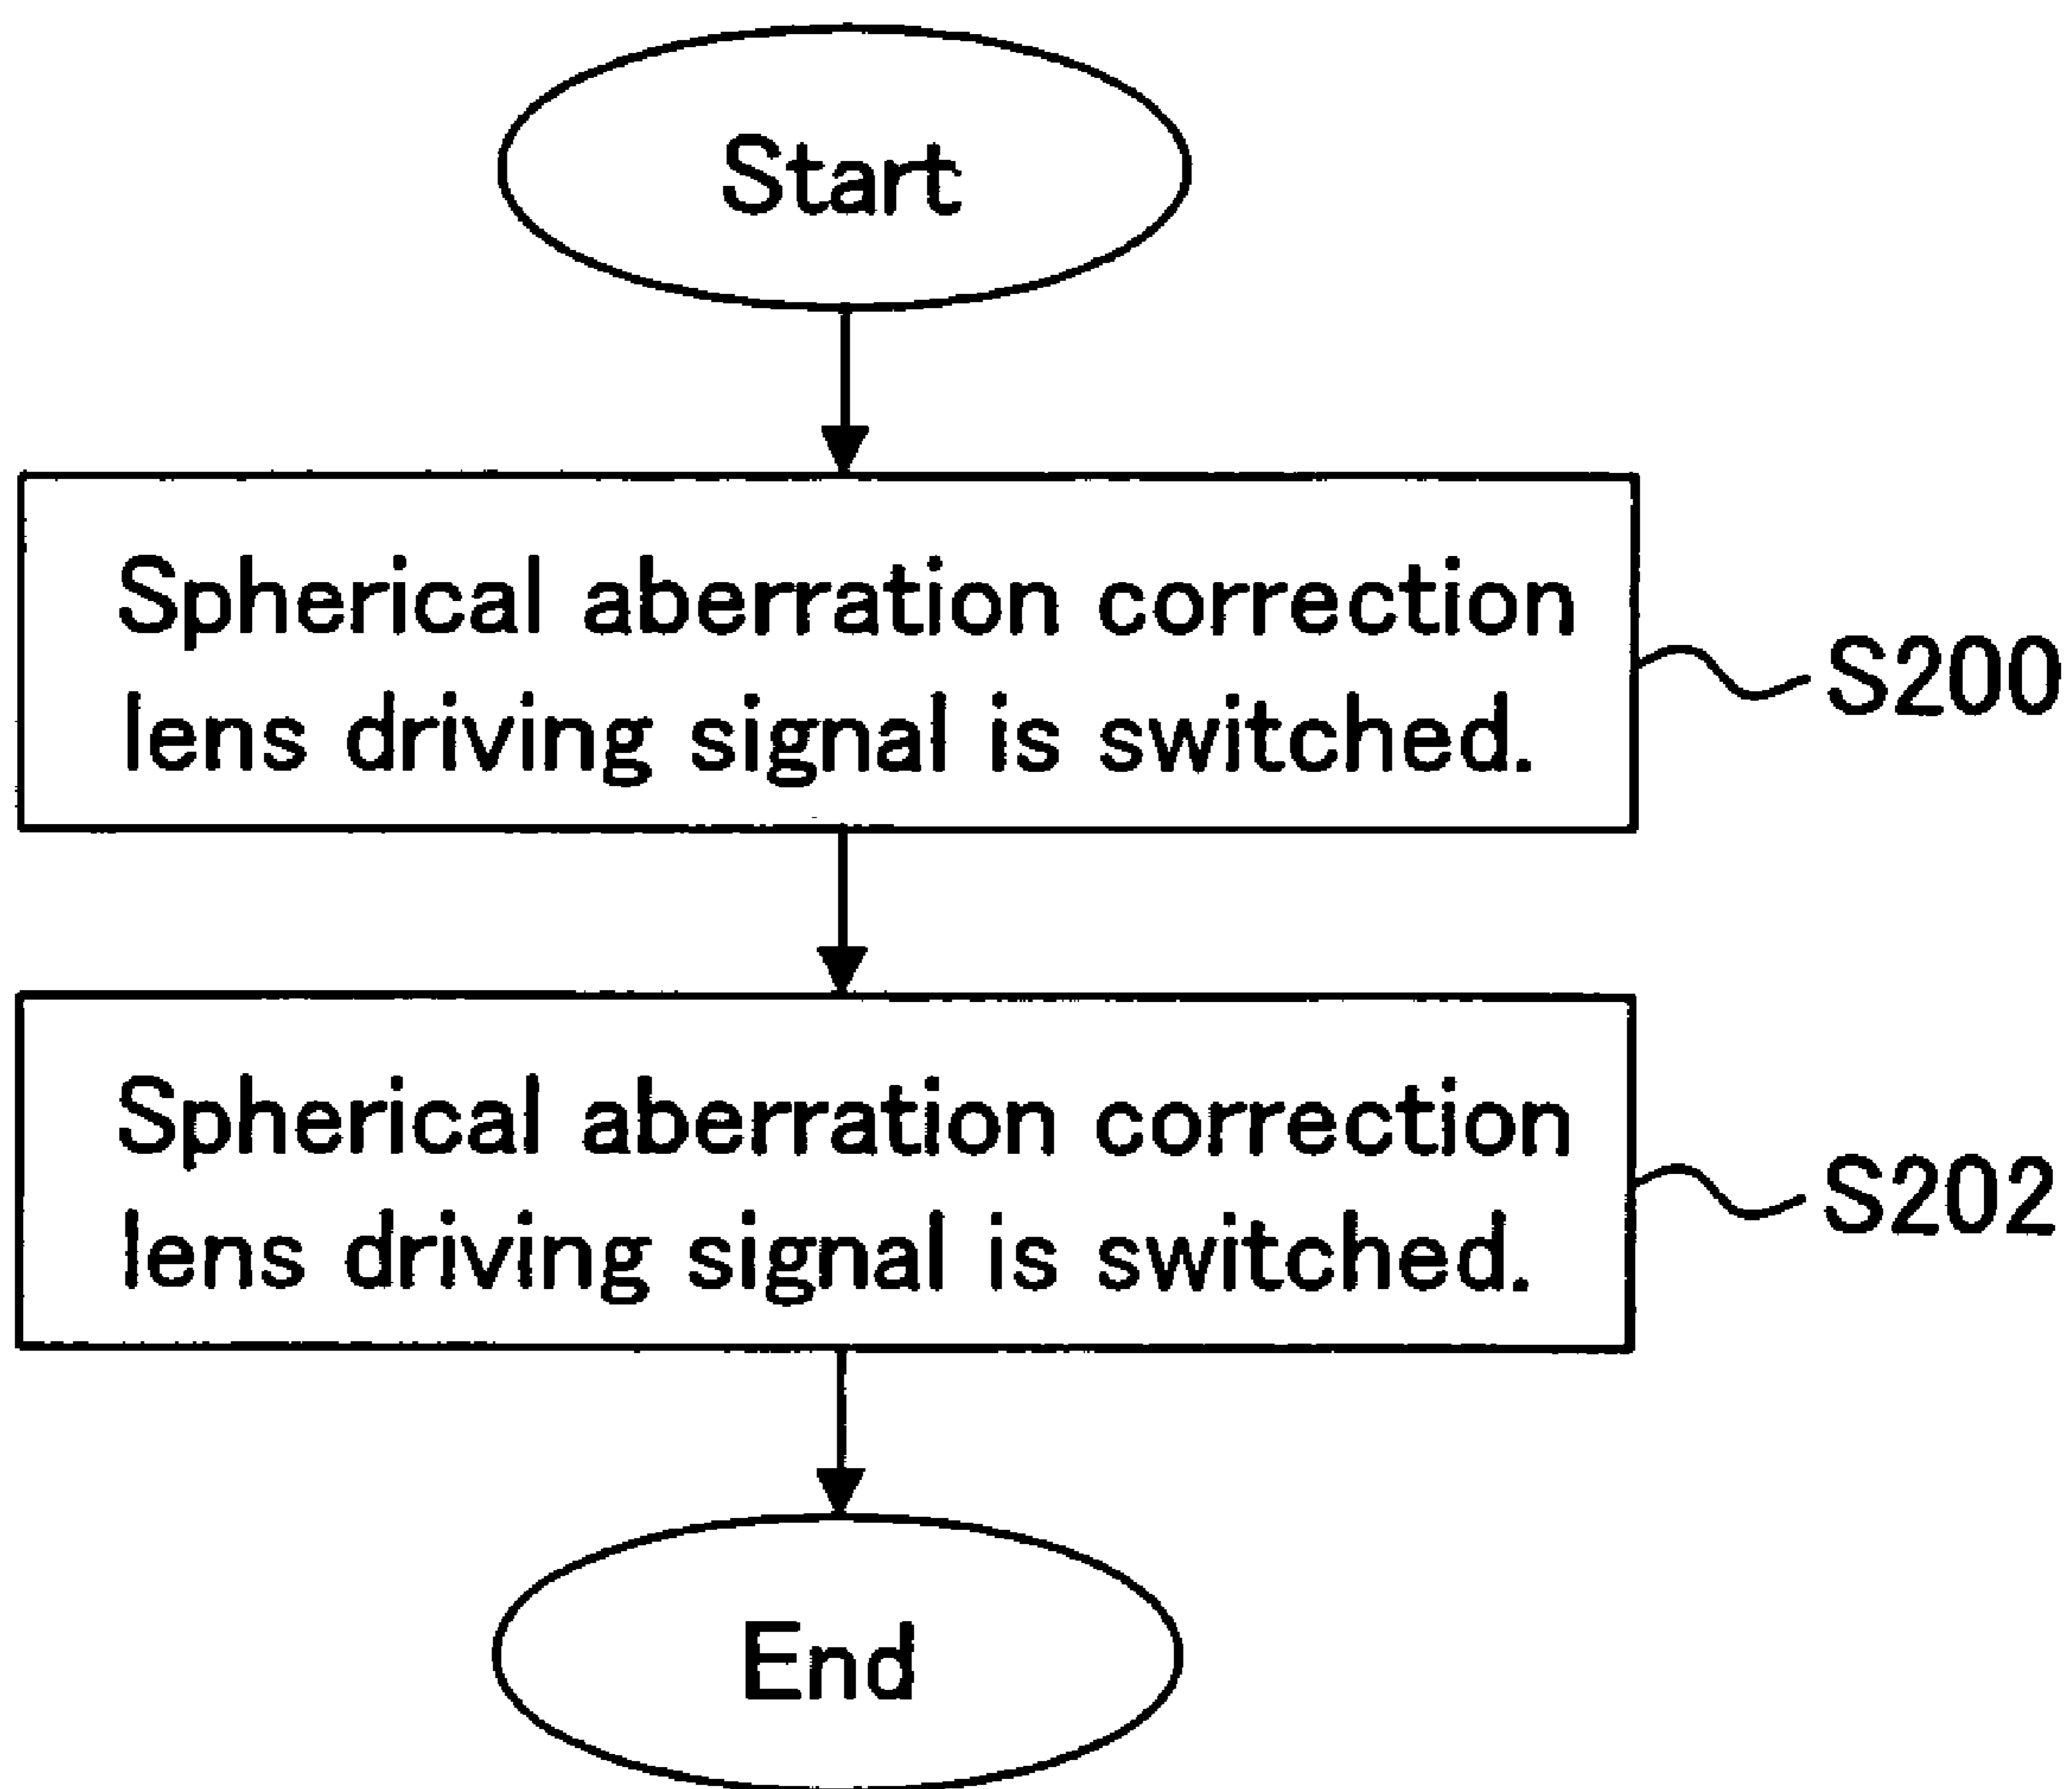 Start
Spherical aberration correction
lens driving signal is switched.
S200
Spherical aberration correction
lens driving signal is switched.
S202
End